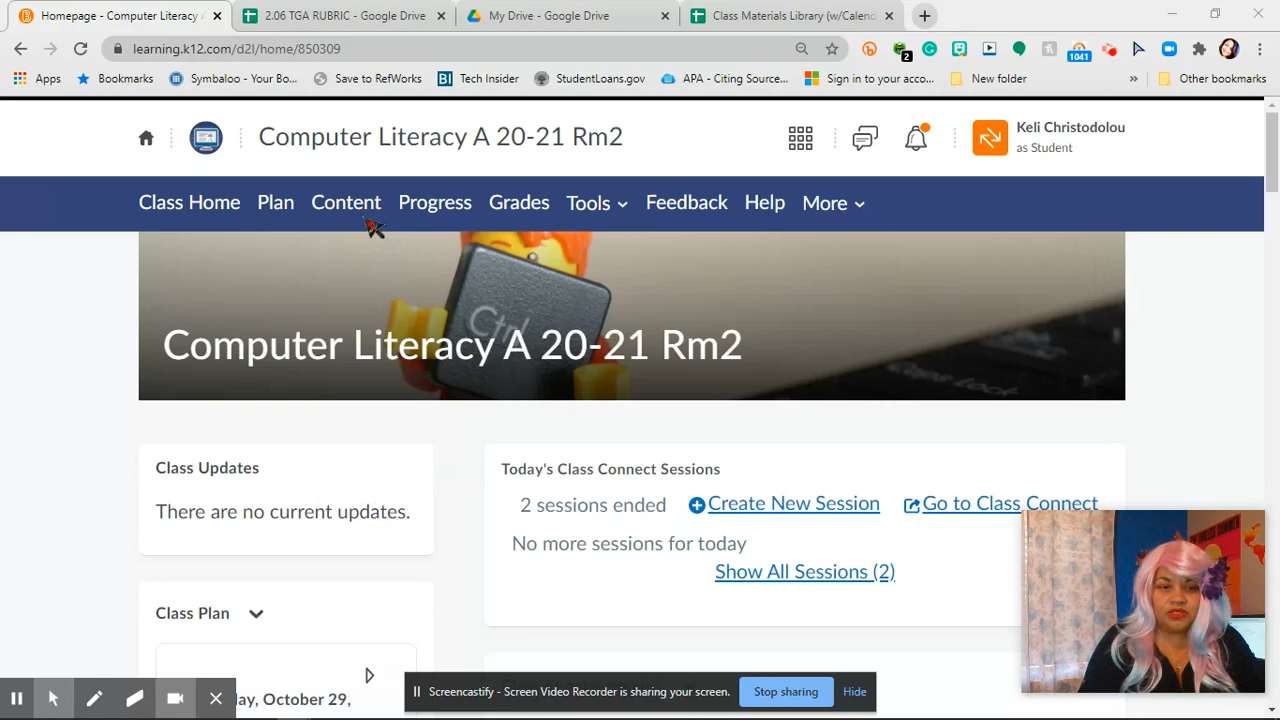 Homepage - Computer Literacy A
2.06 TGA RUBRIC - Google Drive
My Drive - Google Drive
Class Materials Library (w/Calend
learning.k12.com/d2l/home/850309
2
1041
Apps
Bookmarks
Symbaloo - Your Bo...
Save to RefWorks
BI Tech Insider
StudentLoans.gov
APA - Citing Source...
Sign in to your acco...
New folder
»
Other bookmarks
Computer Literacy A 20-21 Rm2
Keli Christodolou
as Student
Class Home Plan Content Progress Grades Tools Feedback Help More
Ctrl
Caps Lock
Computer Literacy A 20-21 Rm2
Class Updates
There are no current updates.
Today's Class Connect Sessions
2 sessions ended Create New Session Go to Class Connect
No more sessions for today
Show All Sessions (2)
Class Plan
ay, October 29,
Screencastify - Screen Video Recorder is sharing your screen. Stop sharing Hide